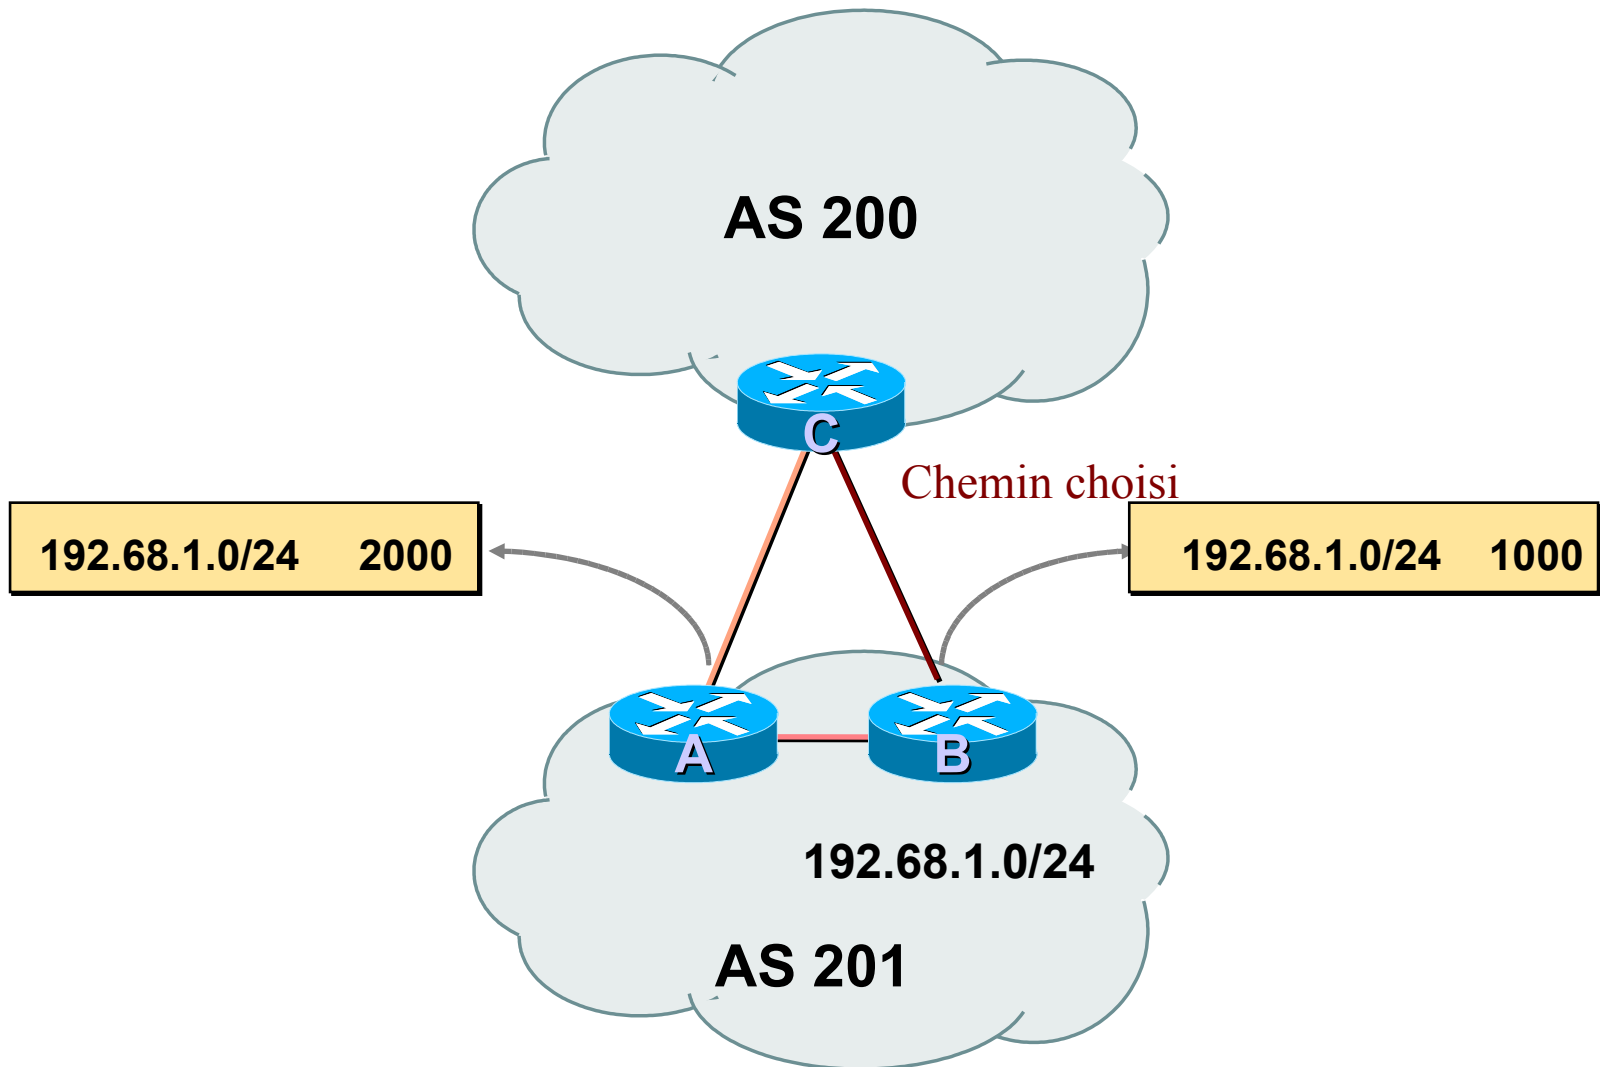 AS 200
C
Chemin choisi
192.68.1.0/24 2000
192.68.1.0/24 1000
A
B
192.68.1.0/24
AS 201